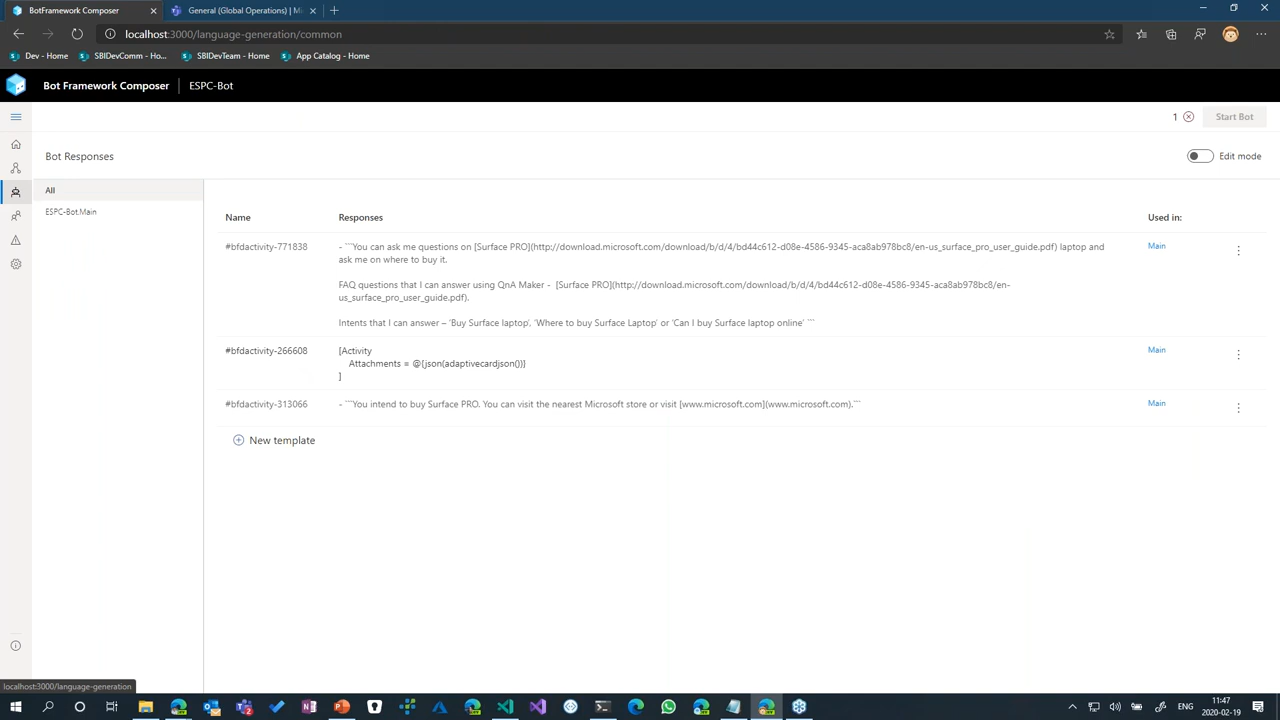 BotFramework Composer
General (Global Operations) | Mi
localhost:3000/language-generation/common
Dev - Home
SBIDevComm - Ho...
SBIDevTeam - Home
App Catalog - Home
Bot Framework Composer
ESPC-Bot
1
Start Bot
Bot Responses
Edit mode
All
ESPC-Bot.Main
Name
Responses
Used in:
#bfdactivity-771838
- ```You can ask me questions on [Surface PRO](http://download.microsoft.com/download/b/d/4/bd44c612-d08e-4586-9345-aca8ab978bc8/en-us_surface_pro_user_guide.pdf) laptop and
ask me on where to buy it.
FAQ questions that I can answer using QnA Maker -  [Surface PRO](http://download.microsoft.com/download/b/d/4/bd44c612-d08e-4586-9345-aca8ab978bc8/en-
us_surface_pro_user_guide.pdf).
Intents that I can answer – ‘Buy Surface laptop’, ‘Where to buy Surface Laptop’ or ‘Can I buy Surface laptop online’ ```
Main
#bfdactivity-266608
[Activity
Attachments = @{json(adaptivecardjson())}
]
Main
#bfdactivity-313066
- ```You intend to buy Surface PRO. You can visit the nearest Microsoft store or visit [www.microsoft.com](www.microsoft.com).```
Main
New template
localhost:3000/language-generation
ENG
11:47
2020-02-19